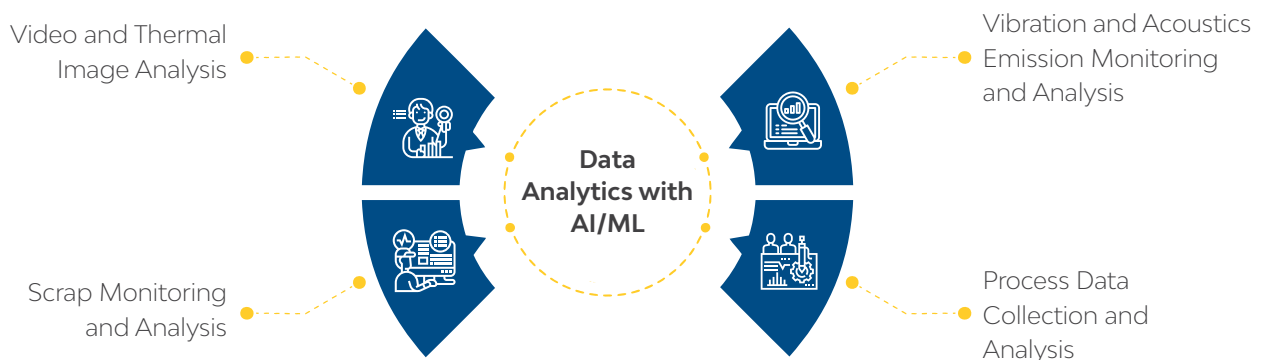 Video and Thermal
Image Analysis
Vibration and Acoustics
Emission Monitoring
and Analysis
Data
Analytics with
AI/ML
Scrap Monitoring
and Analysis
Process Data
Collection and
Analysis